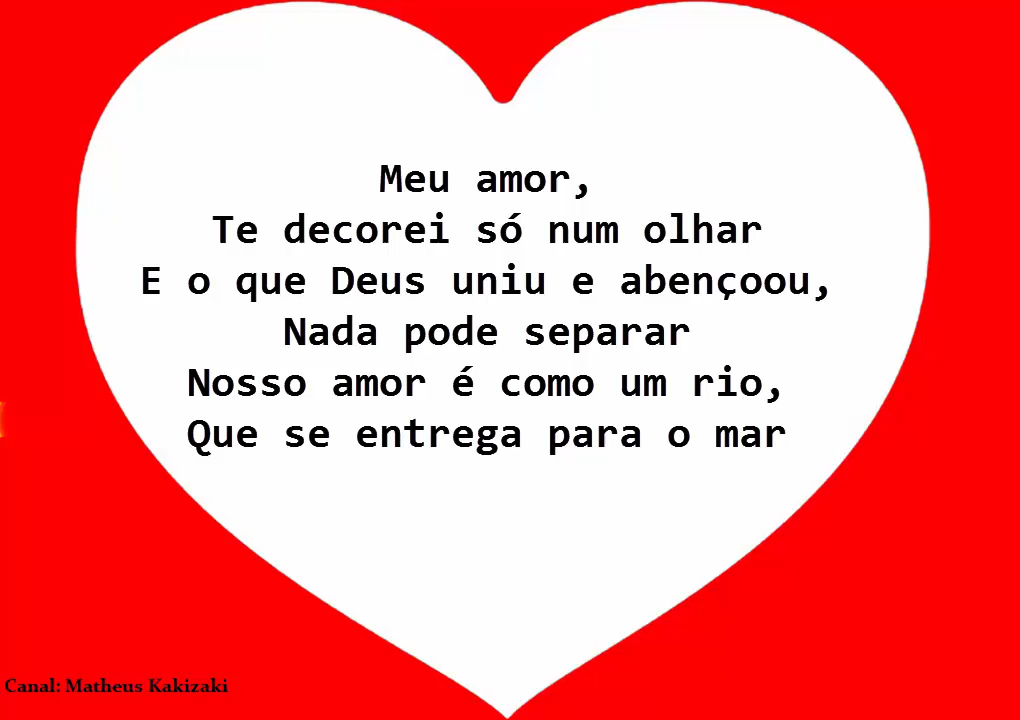 Meu amor,
Te decorei só num olhar
E o que Deus uniu e abençoou,
Nada pode separar
Nosso amor é como um rio,
Que se entrega para o mar
Canal: Matheus Kakizaki